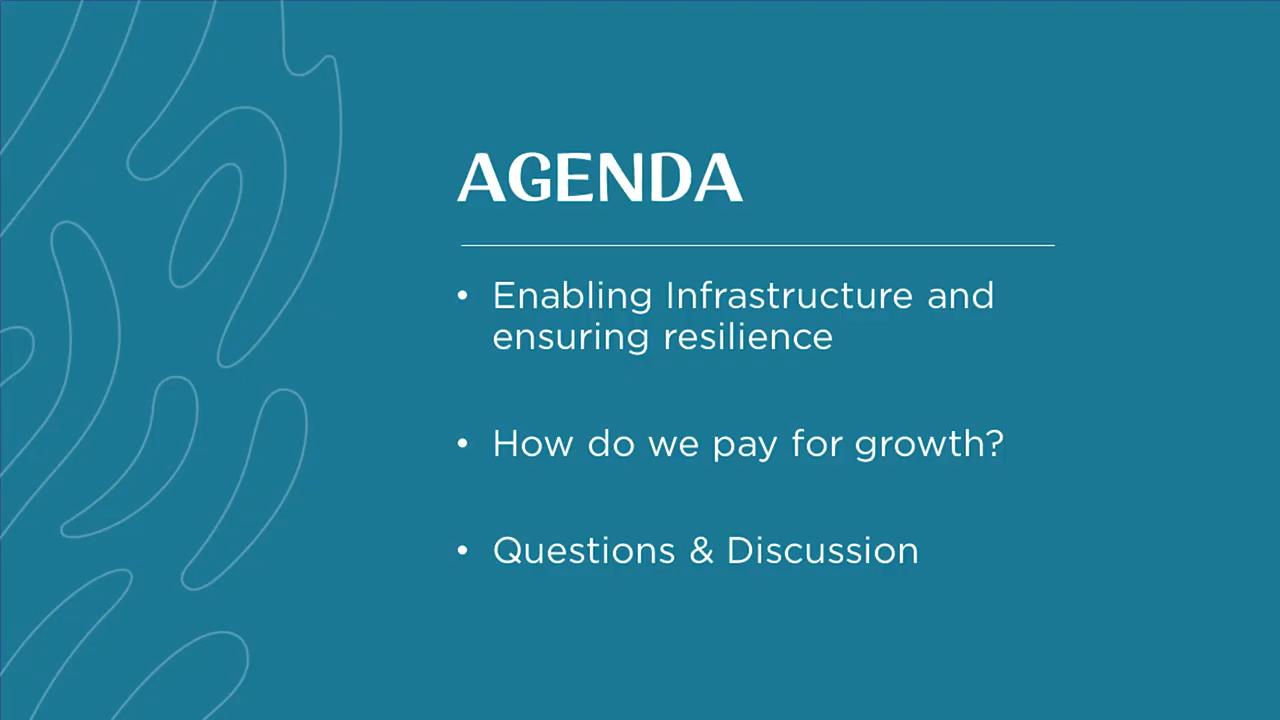 AGENDA
• Enabling Infrastructure and
ensuring resilience
• How do we pay for growth?
• Questions & Discussion